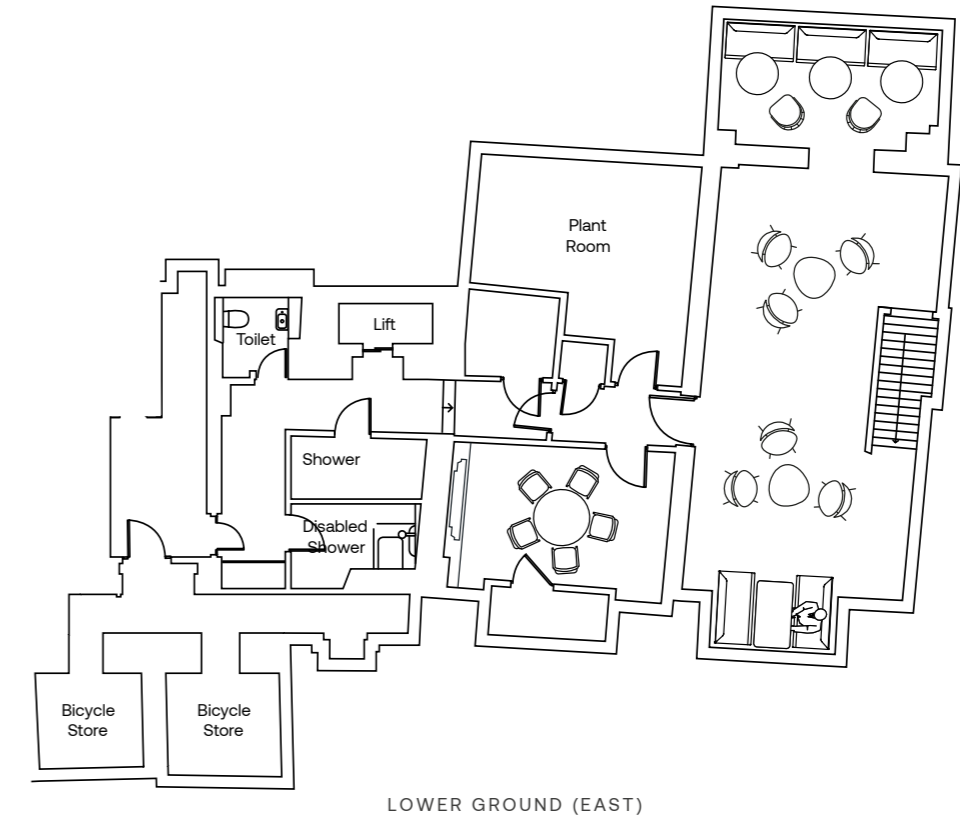 Plant
Room
Lift
Toilet
Shower
Disabled
Shower
Bicycle
Store
Bicycle
Store
LOWER GROUND (EAST)